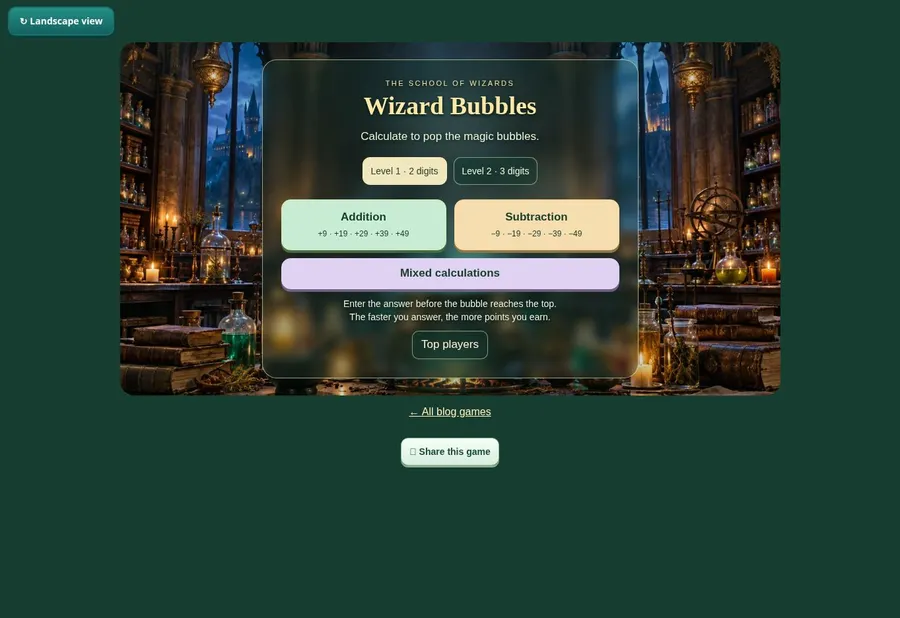 ↻ Landscape view
THE SCHOOL OF WIZARDS
Wizard Bubbles
Calculate to pop the magic bubbles.
Level 1 · 2 digits
Level 2 · 3 digits
Addition
+9 · +19 · +29 · +39 · +49
Subtraction
−9 · −19 · −29 · −39 · −49
Mixed calculations
Enter the answer before the bubble reaches the top.
The faster you answer, the more points you earn.
Top players
← All blog games
Share this game